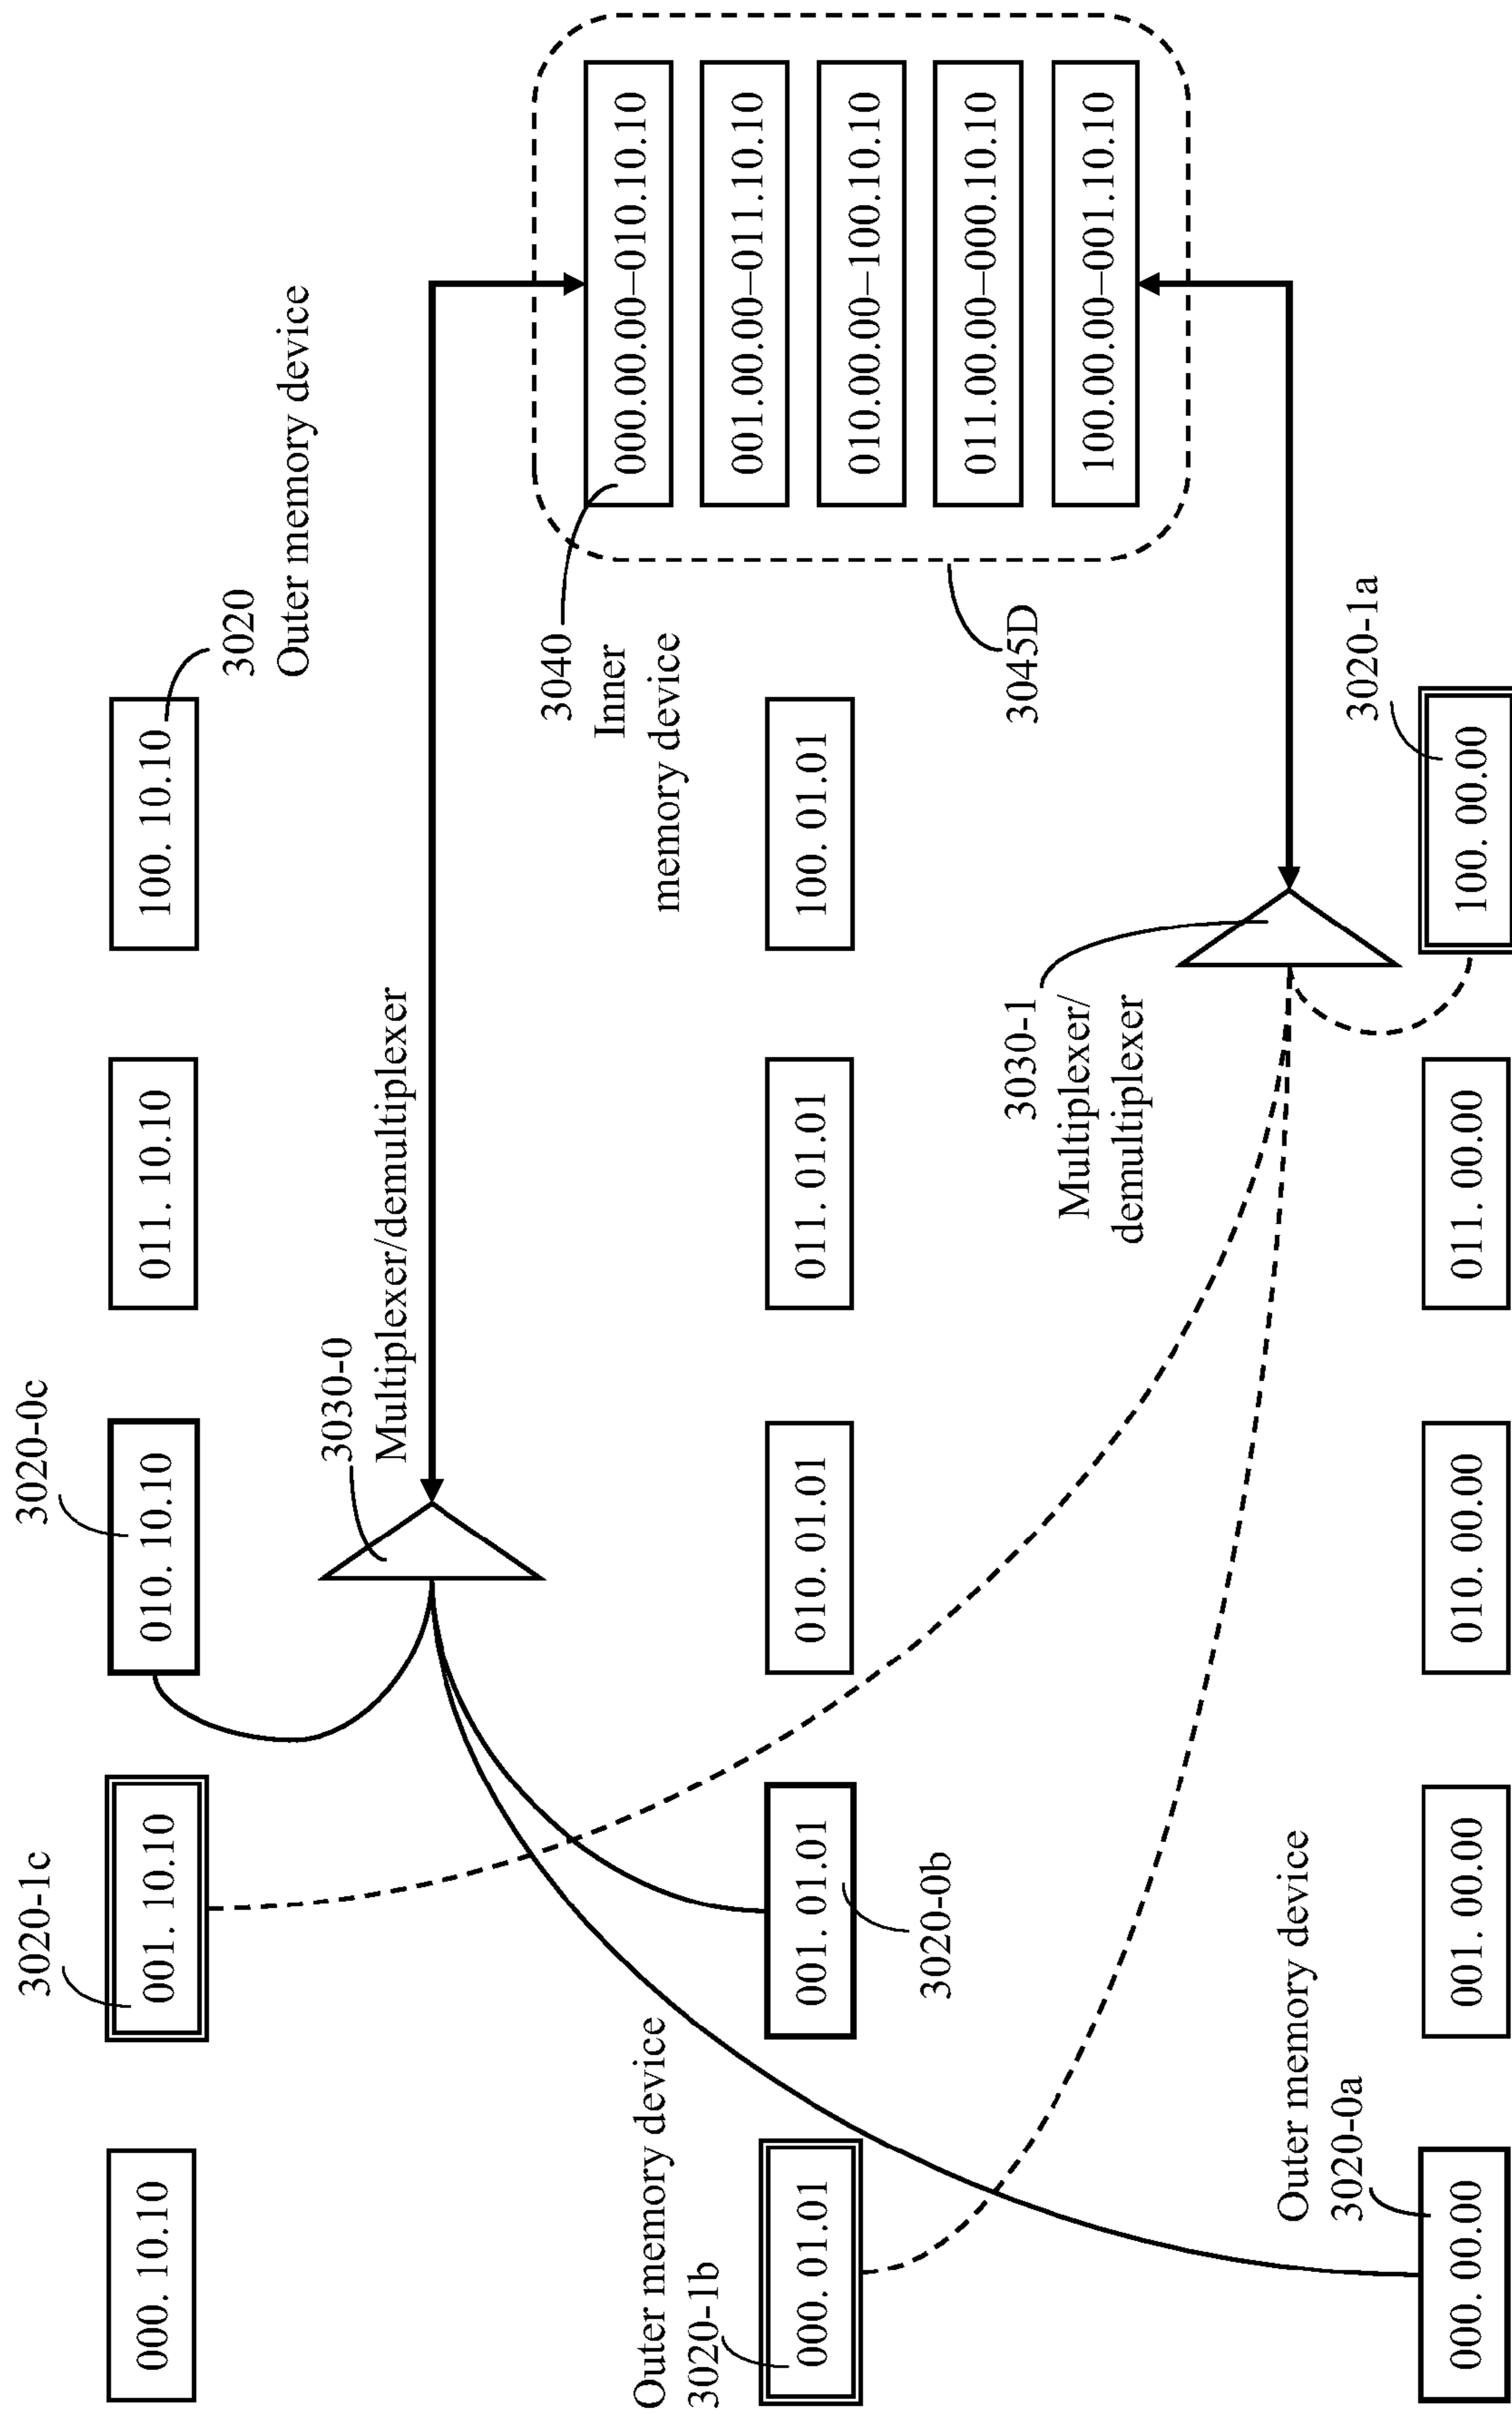 3020-1c
3020-0c
000. 10.10
001. 10.10
010. 10.10
011. 10.10
100. 10.10
3020
Outer memory device
3030-0
Multiplexer/demultiplexer
3040
Inner
memory device
000.00.00–010.10.10
001.00.00–011.10.10
010.00.00–100.10.10
011.00.00–000.10.10
100.00.00–001.10.10
3045D
Outer memory device
3020-1b
000. 01.01
001. 01.01
010. 01.01
011. 01.01
100. 01.01
3020-0b
3030-1
Multiplexer/
demultiplexer
Outer memory device
3020-0a
3020-1a
000. 00.00
001. 00.00
010. 00.00
011. 00.00
100. 00.00